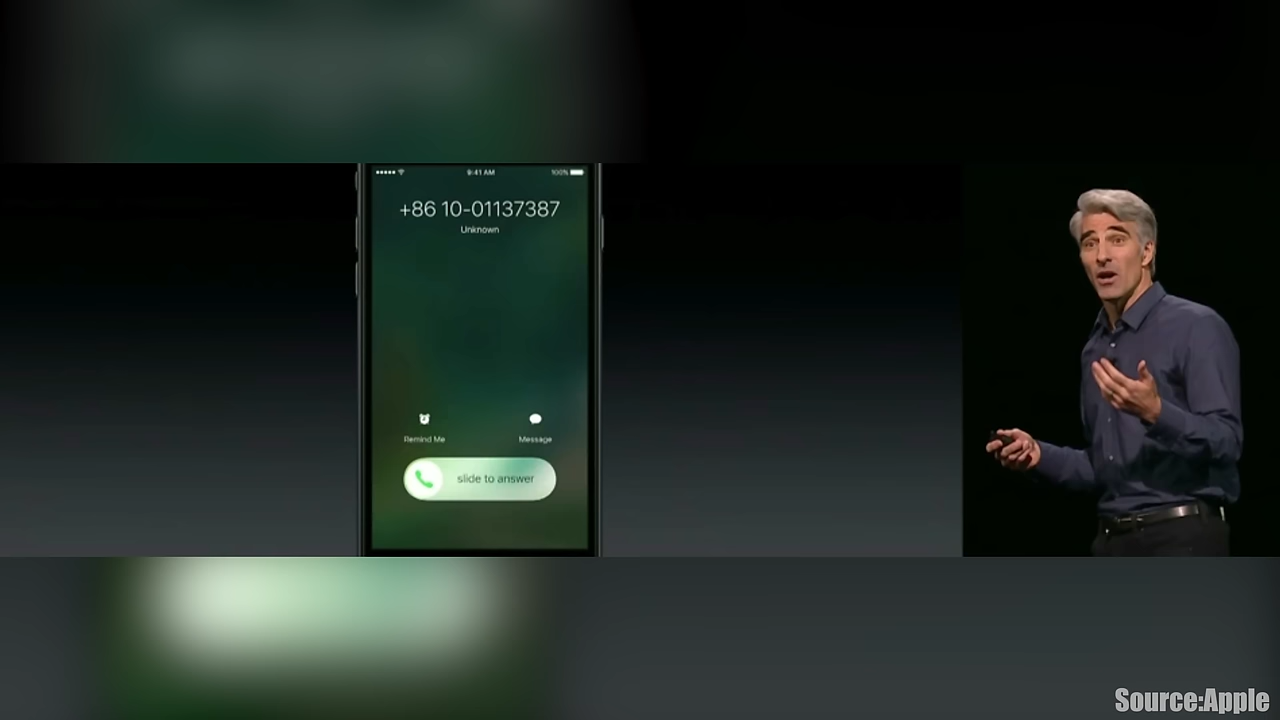 9:41 AM
100%
+86 10-01137387
Unknown
Remind Me
Message
slide to answer
Source:Apple